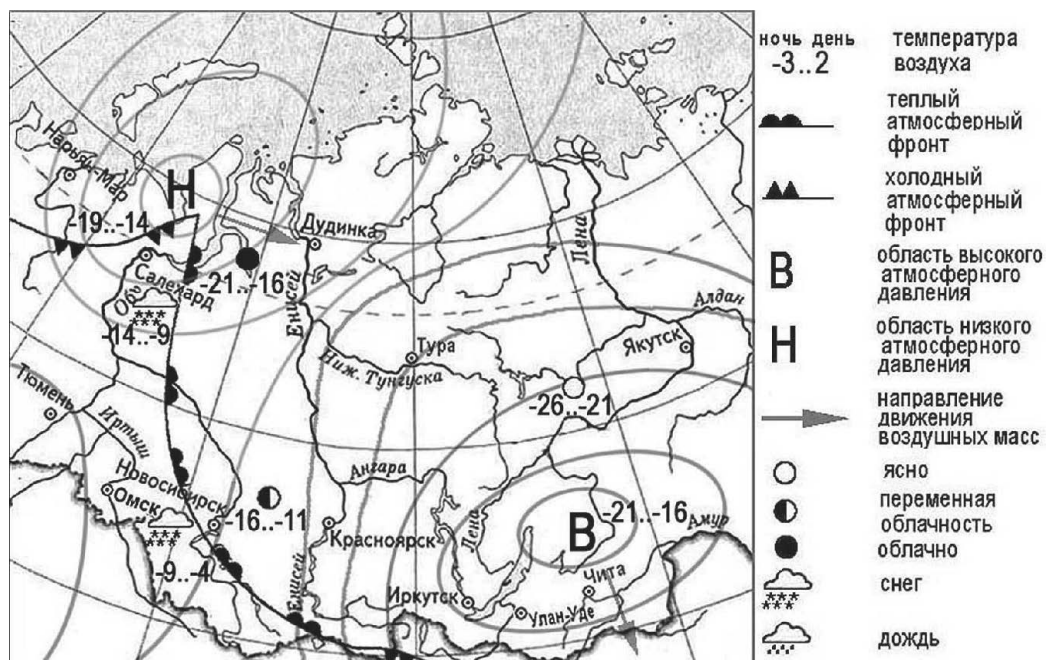 Нарьян-Мар
Н
-19..-14
Дудинка
Салехард
-21..-16
Обь
Енисей
-14..-9
Лена
Алдан
Якутск
Тура
Ниж. Тунгуска
-26..-21
Тюмень
Иртыш
Новосибирск
Омск
-16..-11
Ангара
Красноярск
Лена
В
-21..-16
Амур
-9..-4
Енисей
Иркутск
Чита
Улан-Удэ
ночь день
-3..2
температура
воздуха
теплый
атмосферный
фронт
холодный
атмосферный
фронт
В
область высокого
атмосферного
давления
Н
область низкого
атмосферного
давления
направление
движения
воздушных масс
ясно
переменная
облачность
облачно
снег
дождь